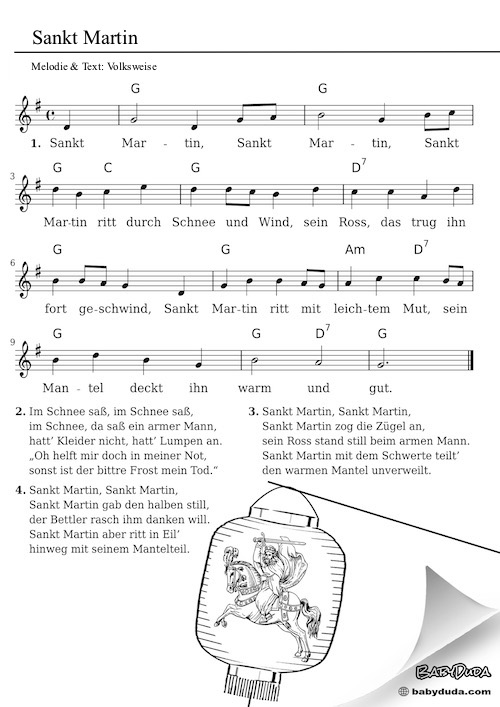 Sankt Martin
Melodie & Text: Volksweise
G G
1. Sankt Mar - tin, Sankt Mar - tin, Sankt
3
G C G D7
Mar-tin ritt durch Schnee und Wind, sein Ross, das trug ihn
6
G G Am D7
fort ge-schwind, Sankt Mar-tin ritt mit leich-tem Mut, sein
9
G G D7 G
Man - tel deckt ihn warm und gut.
2. Im Schnee saß, im Schnee saß,
im Schnee, da saß ein armer Mann,
hatt’ Kleider nicht, hatt’ Lumpen an.
„Oh helft mir doch in meiner Not,
sonst ist der bittre Frost mein Tod.“
3. Sankt Martin, Sankt Martin,
Sankt Martin zog die Zügel an,
sein Ross stand still beim armen Mann.
Sankt Martin mit dem Schwerte teilt’
den warmen Mantel unverweilt.
4. Sankt Martin, Sankt Martin,
Sankt Martin gab den halben still,
der Bettler rasch ihm danken will.
Sankt Martin aber ritt in Eil’
hinweg mit seinem Mantelteil.
BABYDUDA
babyduda.com